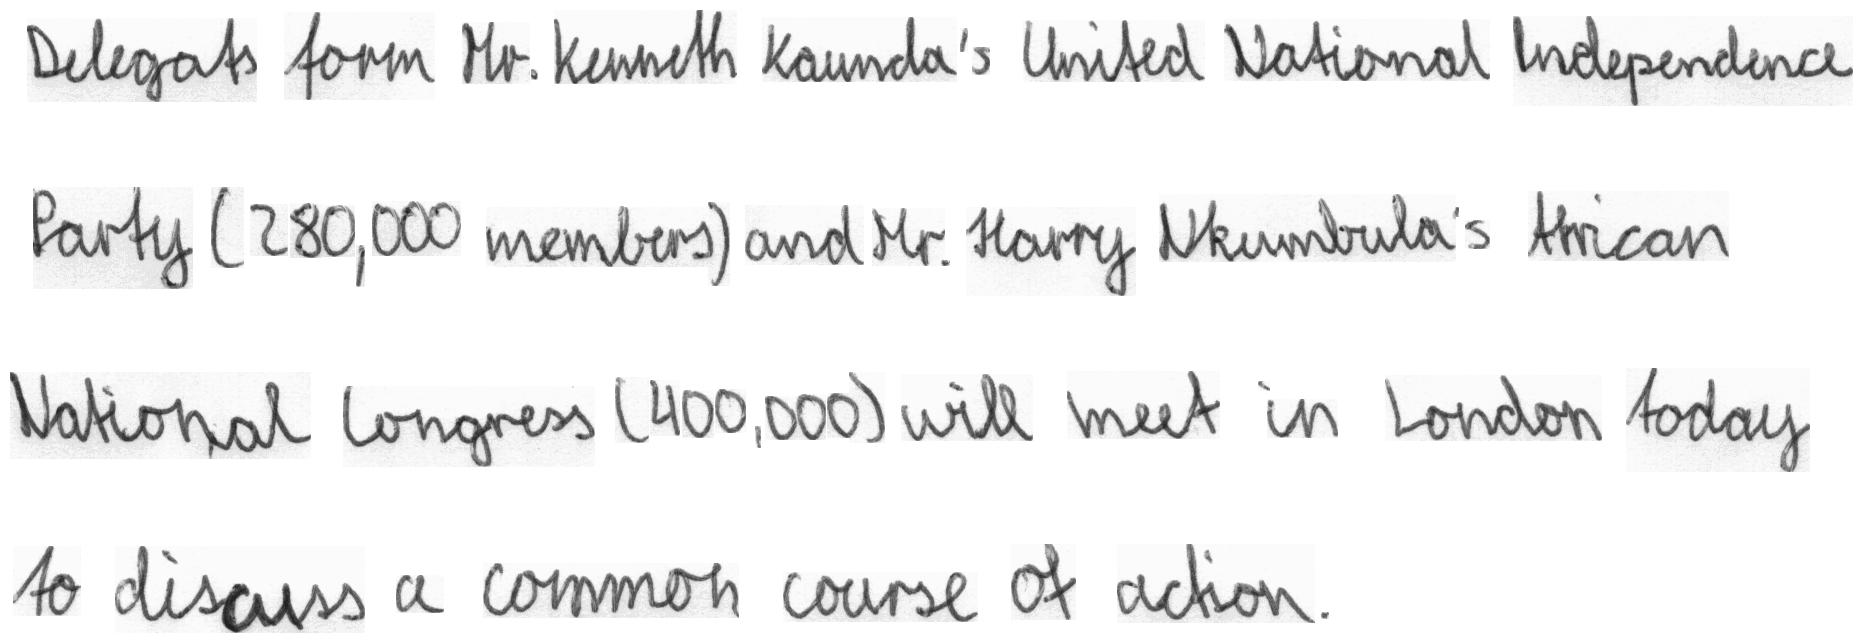 Delegats form Mr. Kenneth Kaunda's United National Independence
Party (280,000 members) and Mr. Harry Nkumbula's African
National Congress (400,000) will meet in London today
to discuss a common course of action.